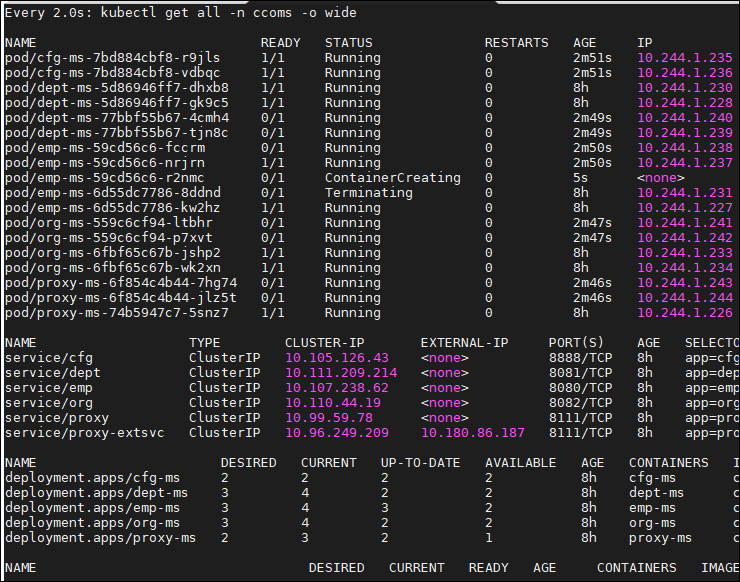 Every 2.0s: kubectl get all -n ccoms -o wide
NAME READY STATUS RESTARTS AGE IP
pod/cfg-ms-7bd884cbf8-r9jls 1/1 Running 0 2m51s 10.244.1.235
pod/cfg-ms-7bd884cbf8-vdbqc 1/1 Running 0 2m51s 10.244.1.236
pod/dept-ms-5d86946ff7-dhxb8 1/1 Running 0 8h 10.244.1.230
pod/dept-ms-5d86946ff7-gk9c5 1/1 Running 0 8h 10.244.1.228
pod/dept-ms-77bbf55b67-4cmh4 0/1 Running 0 2m49s 10.244.1.240
pod/dept-ms-77bbf55b67-tjn8c 0/1 Running 0 2m49s 10.244.1.239
pod/emp-ms-59cd56c6-fccrm 0/1 Running 0 2m50s 10.244.1.238
pod/emp-ms-59cd56c6-nrjrn 1/1 Running 0 2m50s 10.244.1.237
pod/emp-ms-59cd56c6-r2nmc 0/1 ContainerCreating 0 5s <none>
pod/emp-ms-6d55dc7786-8ddnd 1/1 Terminating 0 8h 10.244.1.231
pod/emp-ms-6d55dc7786-kw2hz 1/1 Running 0 8h 10.244.1.227
pod/org-ms-559c6cf94-ltbhr 0/1 Running 0 2m47s 10.244.1.241
pod/org-ms-559c6cf94-p7xvt 0/1 Running 0 2m47s 10.244.1.242
pod/org-ms-6fbf65c67b-jshp2 1/1 Running 0 8h 10.244.1.233
pod/org-ms-6fbf65c67b-wk2xn 1/1 Running 0 8h 10.244.1.234
pod/proxy-ms-6f854c4b44-7hg74 0/1 Running 0 2m46s 10.244.1.243
pod/proxy-ms-6f854c4b44-jlz5t 0/1 Running 0 2m46s 10.244.1.244
pod/proxy-ms-74b5947c7-5snz7 1/1 Running 0 8h 10.244.1.226
NAME TYPE CLUSTER-IP EXTERNAL-IP PORT(S) AGE SELECTO
service/cfg ClusterIP 10.105.126.43 <none> 8888/TCP 8h app=cfg
service/dept ClusterIP 10.111.209.214 <none> 8081/TCP 8h app=dep
service/emp ClusterIP 10.107.238.62 <none> 8080/TCP 8h app=emp
service/org ClusterIP 10.110.44.19 <none> 8082/TCP 8h app=org
service/proxy ClusterIP 10.99.59.78 <none> 8111/TCP 8h app=pro
service/proxy-extsvc ClusterIP 10.96.249.209 10.180.86.187 8111/TCP 8h app=pro
NAME DESIRED CURRENT UP-TO-DATE AVAILABLE AGE CONTAINERS I
deployment.apps/cfg-ms 2 2 2 2 8h cfg-ms c
deployment.apps/dept-ms 3 4 2 2 8h dept-ms c
deployment.apps/emp-ms 3 4 3 2 8h emp-ms c
deployment.apps/org-ms 3 4 2 2 8h org-ms c
deployment.apps/proxy-ms 2 3 2 1 8h proxy-ms c
NAME DESIRED CURRENT READY AGE CONTAINERS IMAGE